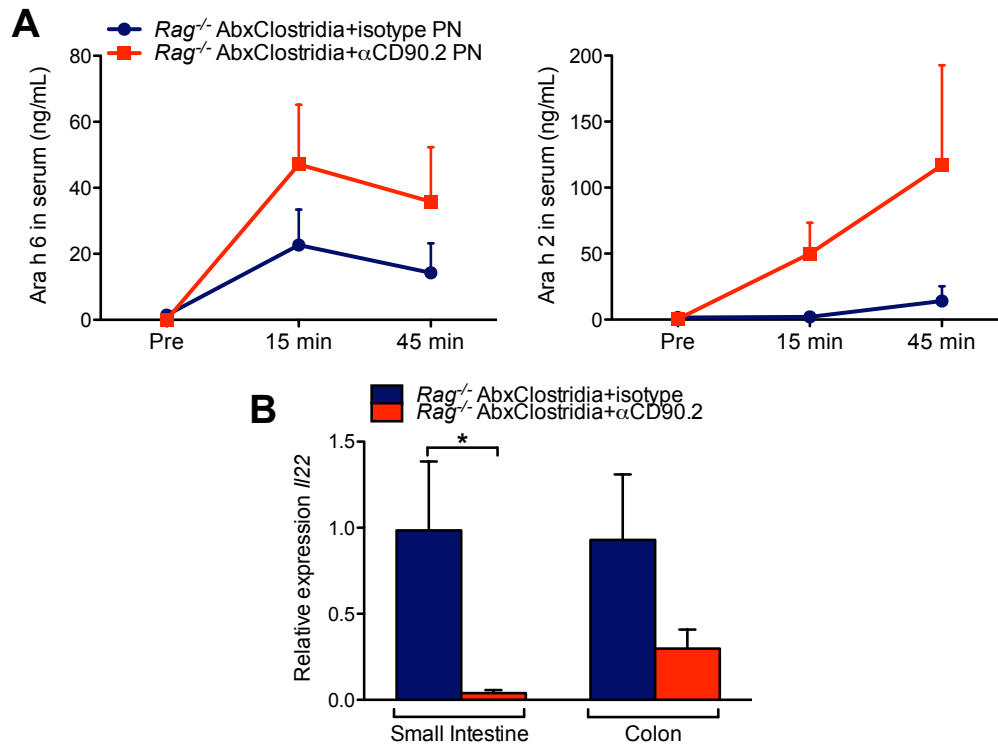 A
Rag-/- AbxClostridia+isotype PN
Rag-/- AbxClostridia+αCD90.2 PN
Ara h 6 in serum (ng/mL)
80
60
40
20
0
Pre 15 min 45 min
Ara h 2 in serum (ng/mL)
200
150
100
50
0
Pre 15 min 45 min
B
Rag-/- AbxClostridia+isotype
Rag-/- AbxClostridia+αCD90.2
Relative expression Il22
1.5
1.0
0.5
0.0
*
Small Intestine Colon